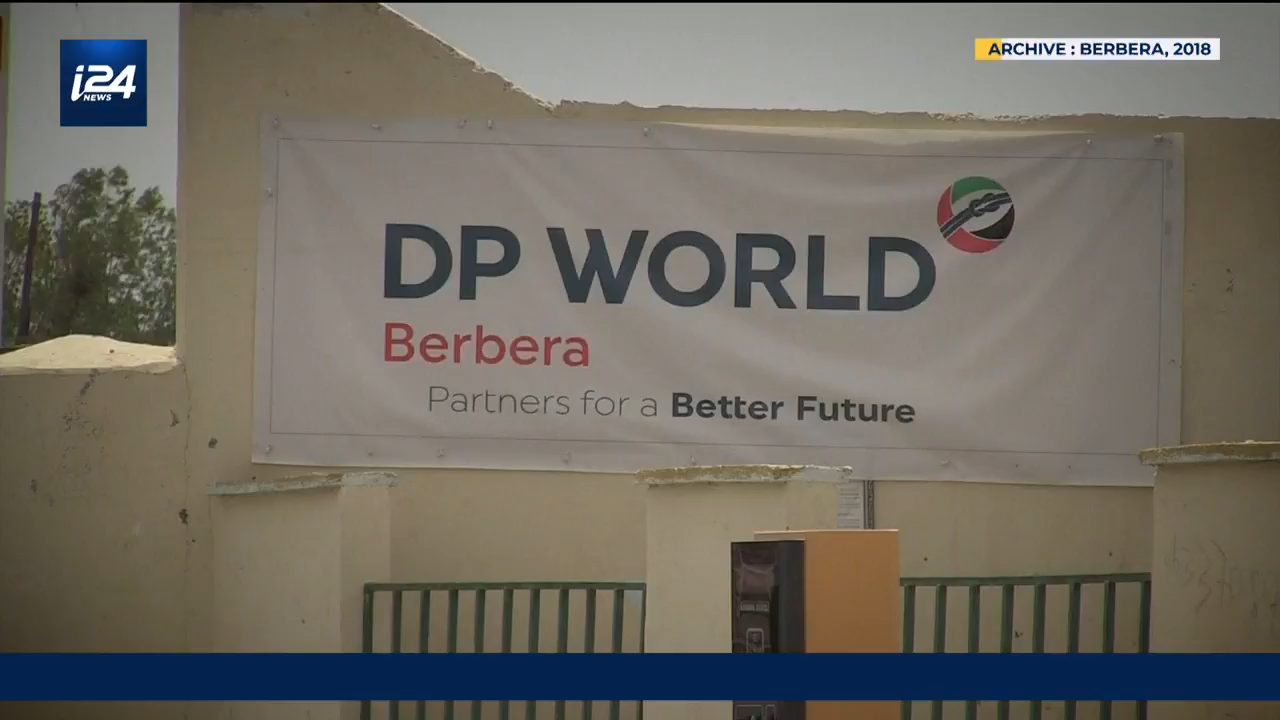 i24
NEWS
ARCHIVE : BERBERA, 2018
DP WORLD
Berbera
Partners for a Better Future